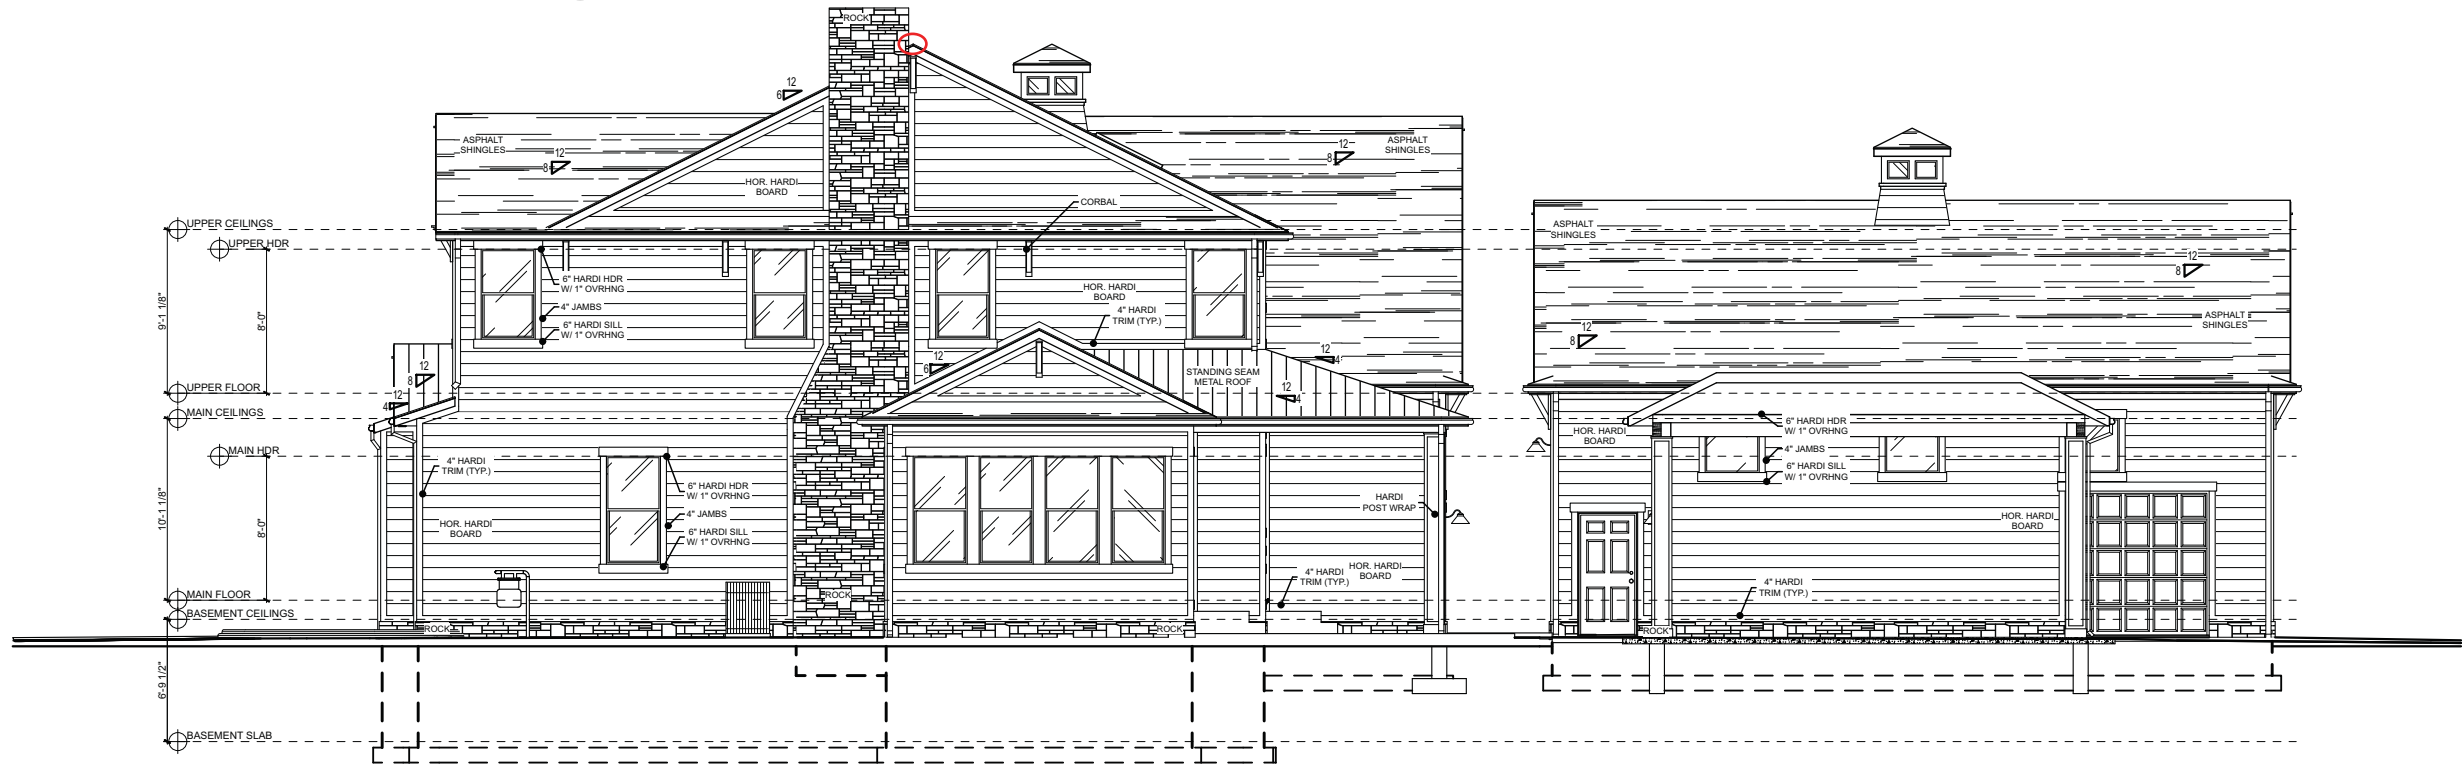 ROCK
12
6
ASPHALT
SHINGLES
12
8
HOR. HARDI
BOARD
ASPHALT
SHINGLES
12
8
CORBAL
UPPER CEILINGS
UPPER HDR
9'-1 1/8"
8'-0"
6" HARDI HDR
W/ 1" OVRHNG
4" JAMBS
6" HARDI SILL
W/ 1" OVRHNG
HOR. HARDI
BOARD
4" HARDI
TRIM (TYP.)
12
8
12
6
STANDING SEAM
METAL ROOF
12
4
12
4
12
4
UPPER FLOOR
MAIN CEILINGS
MAIN HDR
10'-1 1/8"
8'-0"
4" HARDI
TRIM (TYP.)
HOR. HARDI
BOARD
6" HARDI HDR
W/ 1" OVRHNG
4" JAMBS
6" HARDI SILL
W/ 1" OVRHNG
HARDI
POST WRAP
4" HARDI
TRIM (TYP.)
HOR. HARDI
BOARD
ROCK
ROCK
ROCK
MAIN FLOOR
BASEMENT CEILINGS
6'-9 1/2"
BASEMENT SLAB
ASPHALT
SHINGLES
12
8
ASPHALT
SHINGLES
12
8
HOR. HARDI
BOARD
6" HARDI HDR
W/ 1" OVRHNG
4" JAMBS
6" HARDI SILL
W/ 1" OVRHNG
HOR. HARDI
BOARD
4" HARDI
TRIM (TYP.)
ROCK